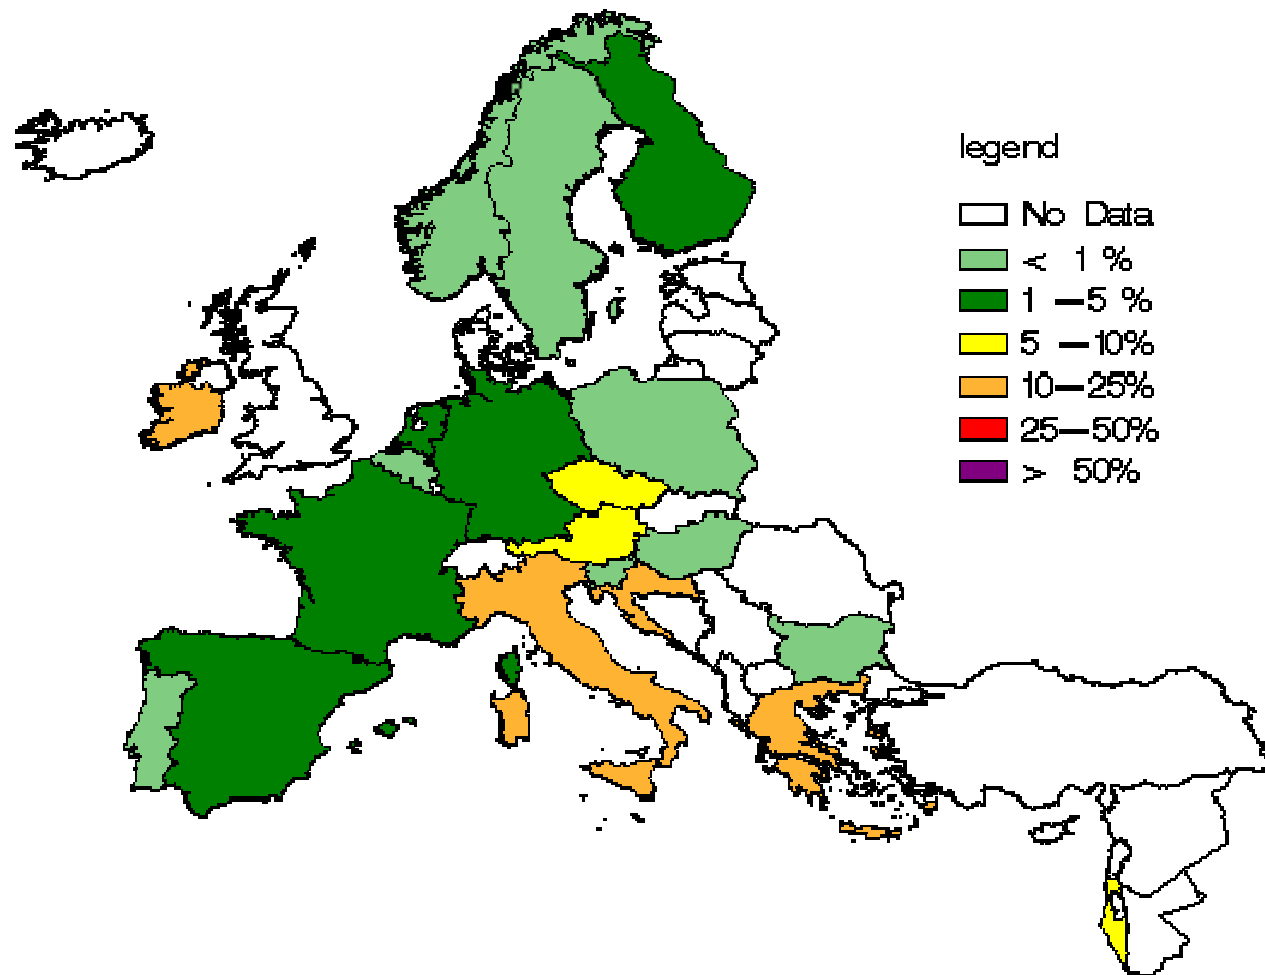 legend
No Data
< 1 %
1 —5 %
5 —10%
10—25%
25—50%
> 50%